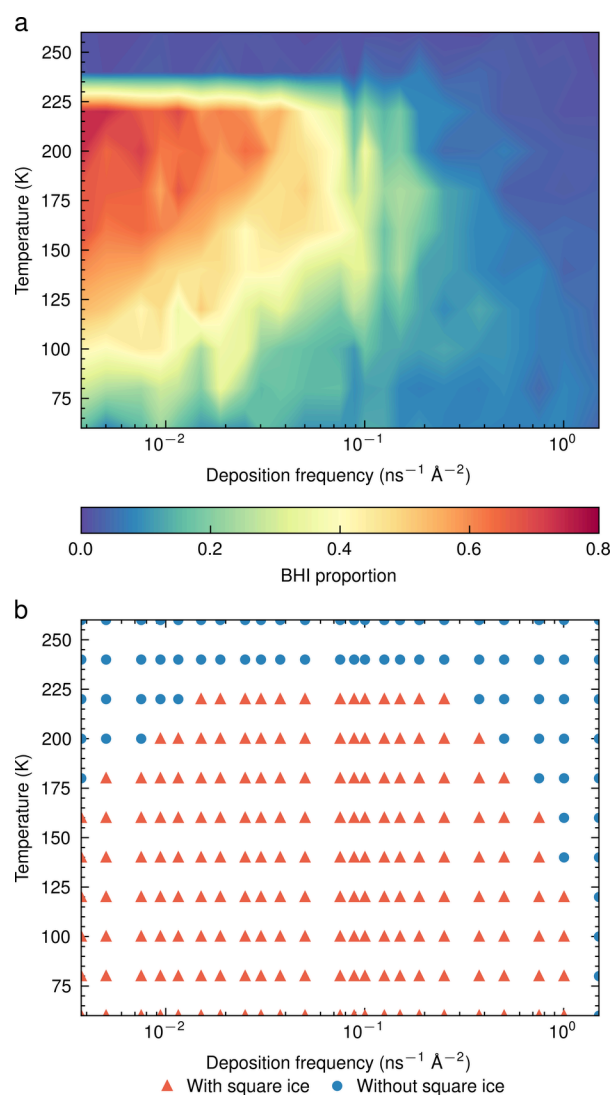 a
250
225
200
175
150
125
100
75
Temperature (K)
10⁻² 10⁻¹ 10⁰
Deposition frequency (ns⁻¹ Å⁻²)
0.0 0.2 0.4 0.6 0.8
BHI proportion
b
250
225
200
175
150
125
100
75
Temperature (K)
10⁻² 10⁻¹ 10⁰
Deposition frequency (ns⁻¹ Å⁻²)
With square ice Without square ice